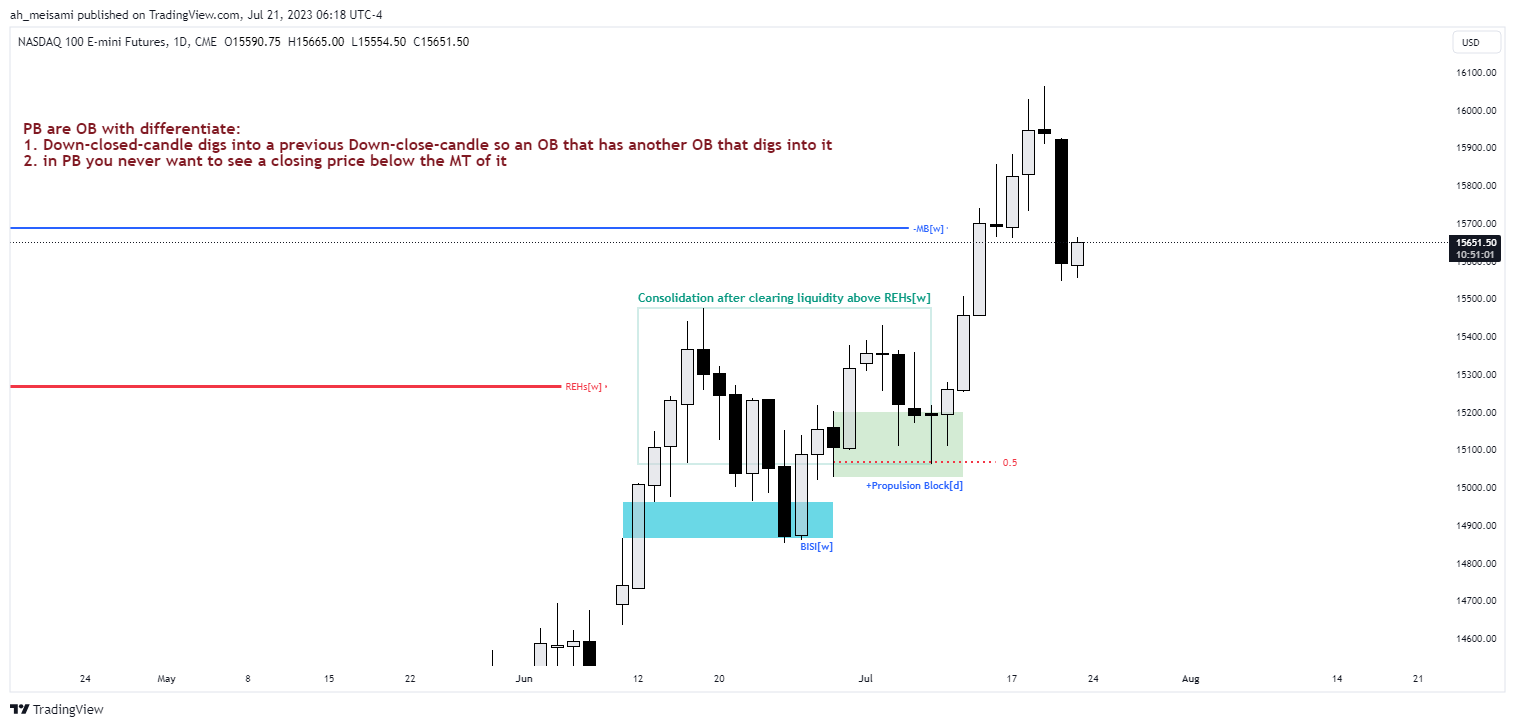 ah_meisami published on TradingView.com, Jul 21, 2023 06:18 UTC-4
NASDAQ 100 E-mini Futures, 1D, CME O15590.75 H15665.00 L15554.50 C15651.50
USD
16100.00
PB are OB with differentiate:
1. Down-closed-candle digs into a previous Down-close-candle so an OB that has another OB that digs into it
2. in PB you never want to see a closing price below the MT of it
16000.00
15900.00
15800.00
15700.00
-MB[w]
15651.50
10:51:01
15600.00
Consolidation after clearing liquidity above REHs[w]
15500.00
15400.00
REHs[w]
15300.00
15200.00
15100.00
0.5
+Propulsion Block[d]
15000.00
14900.00
BISI[w]
14800.00
14700.00
14600.00
24 May 8 15 22 Jun 12 20 Jul 17 24 Aug 14 21
TradingView